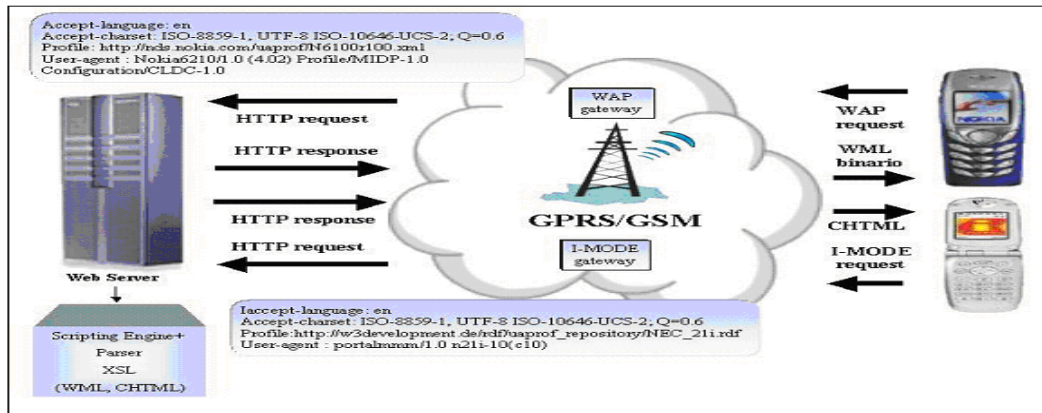 Accept-language: en
Accept-charset: ISO-8859-1, UTF-8 ISO-10646-UCS-2; Q=0.6
Profile: http://nds.nokia.com/uaprof/N6100r100.xml
User-agent : Nokia6210/1.0 (4.02) Profile/MIDP-1.0
Configuration/CLDC-1.0
HTTP request
HTTP response
HTTP response
HTTP request
Web Server
Scripting Engine+
Parser
XSL
(WML, CHTML)
WAP
gateway
GPRS/GSM
I-MODE
gateway
WAP
request
WML
binario
CHTML
I-MODE
request
NOKIA
Iaccept-language: en
Accept-charset: ISO-8859-1, UTF-8 ISO-10646-UCS-2; Q=0.6
Profile:http://w3development.de/rdf/uaprof_repository/NEC_21i.rdf
User-agent : portalmmm/1.0 n21i-10(c10)